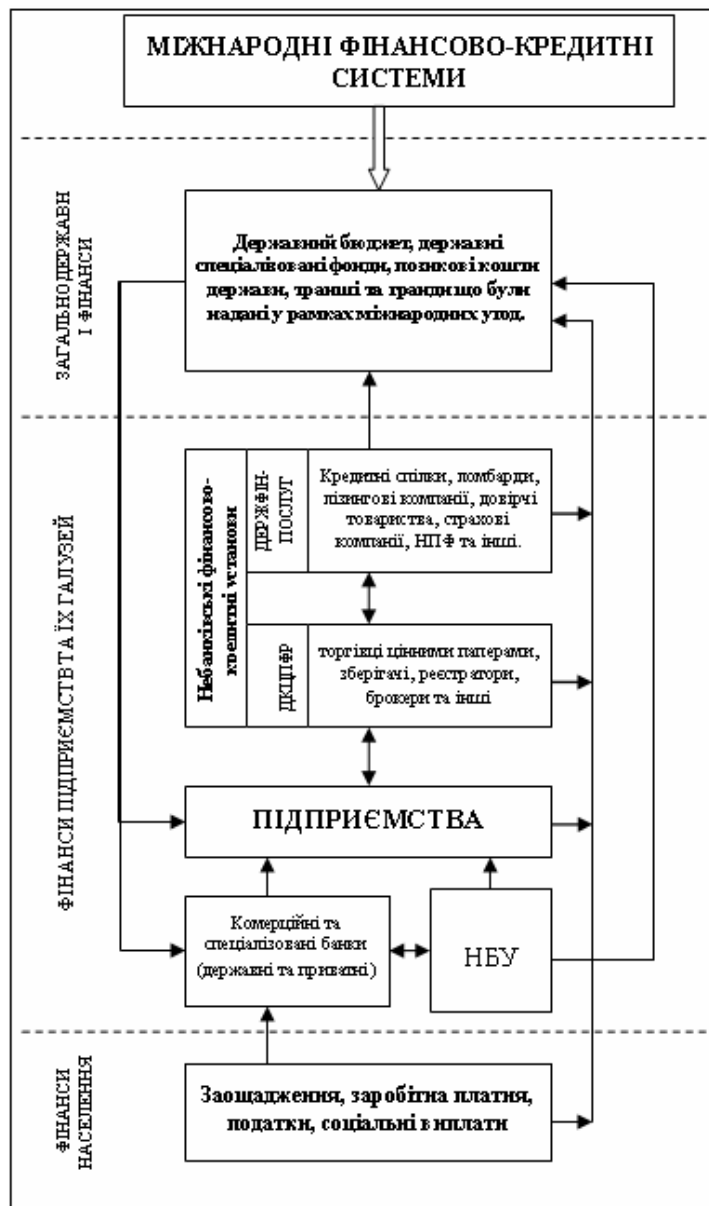 МІЖНАРОДНІ ФІНАНСОВО-КРЕДИТНІ
СИСТЕМИ
ЗАГАЛЬНОДЕРЖАВН
І ФІНАНСИ
Державний бюджет, державні
спеціалізовані фонди, позикові кошти
держави, транші та гранди що були
надані у рамках міжнародних угод.
ФІНАНСИ ПІДПРИЄМСТВ ТА ЇХ ГАЛУЗЕЙ
Небанківські фінансово-
кредитні установи
ДЕРЖФІН-
ПОСЛУГ
Кредитні спілки, ломбарди,
лізингові компанії, довірчі
товариства, страхові
компанії, НПФ та інші.
ДКЦПФР
торгівці цінними паперами,
зберігачі, реєстратори,
брокери та інші
ПІДПРИЄМСТВА
Комерційні та
спеціалізовані банки
(державні та приватні)
НБУ
ФІНАНСИ
НАСЕЛЕННЯ
Заощадження, заробітна платня,
податки, соціальні виплати